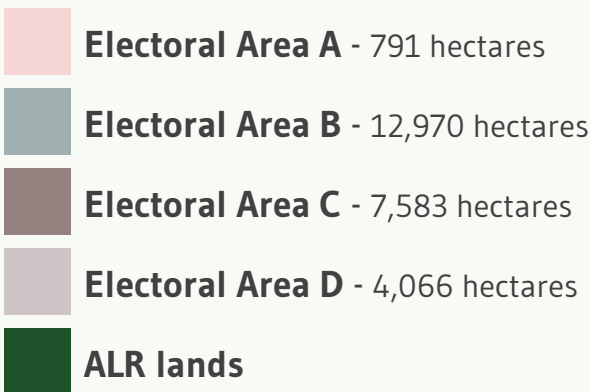 Electoral Area A - 791 hectares
Electoral Area B - 12,970 hectares
Electoral Area C - 7,583 hectares
Electoral Area D - 4,066 hectares
ALR lands